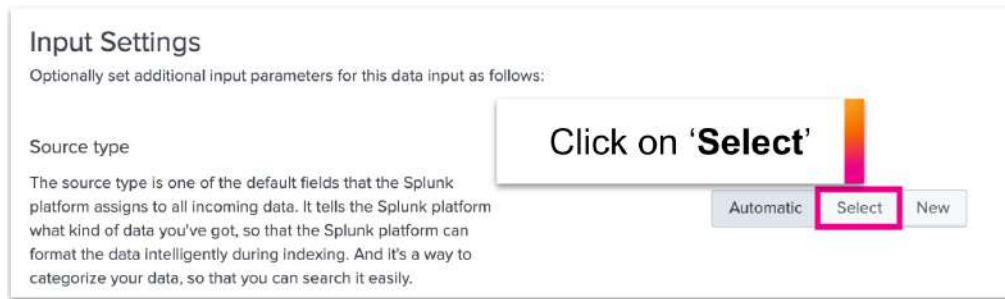 Input Settings
Optionally set additional input parameters for this data input as follows:
Click on ‘Select’
Source type
The source type is one of the default fields that the Splunk
platform assigns to all incoming data. It tells the Splunk platform
what kind of data you've got, so that the Splunk platform can
format the data intelligently during indexing. And it's a way to
categorize your data, so that you can search it easily.
Automatic Select New